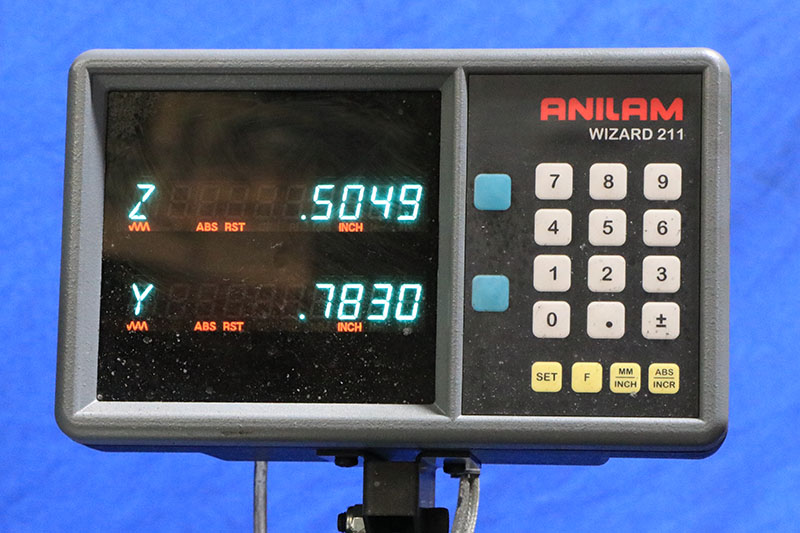 ANILAM
WIZARD 211
Z .5049
ABS RST INCH
Y .7830
ABS RST INCH
7 8 9
4 5 6
1 2 3
0 . ±
SET F MM/INCH ABS/INCR